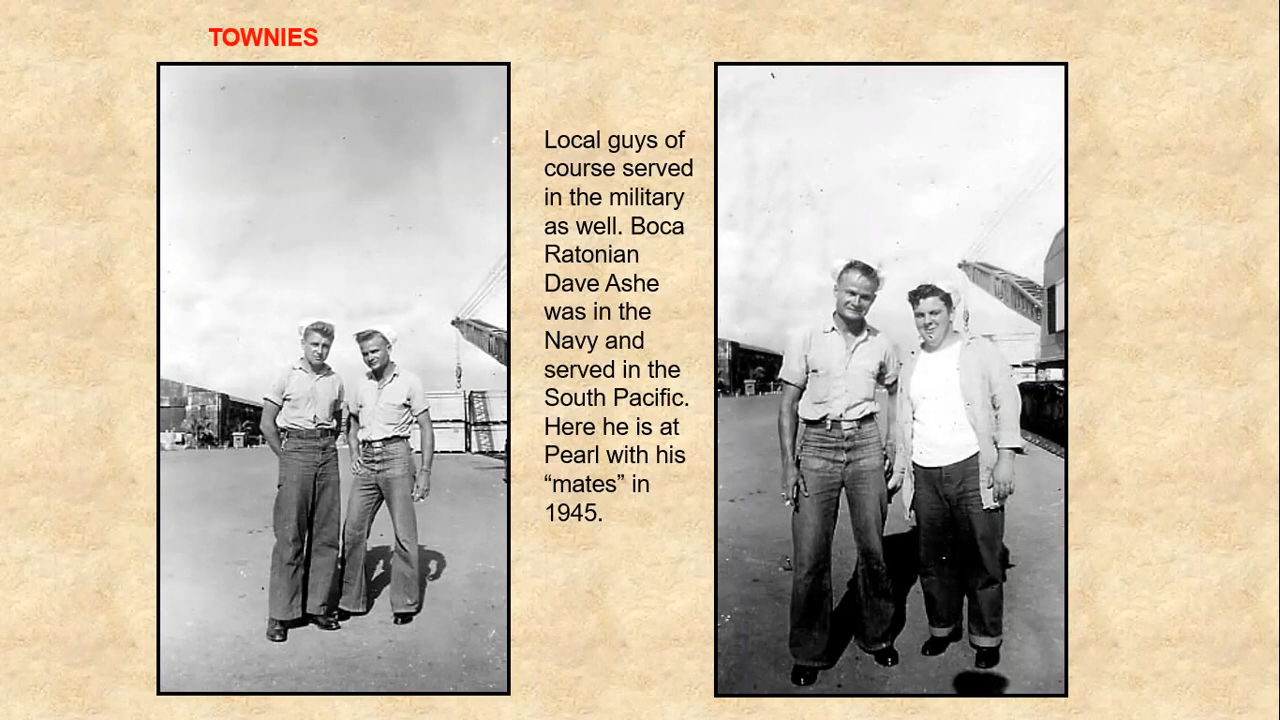 TOWNIES
Local guys of
course served
in the military
as well. Boca
Ratonian
Dave Ashe
was in the
Navy and
served in the
South Pacific.
Here he is at
Pearl with his
“mates” in
1945.